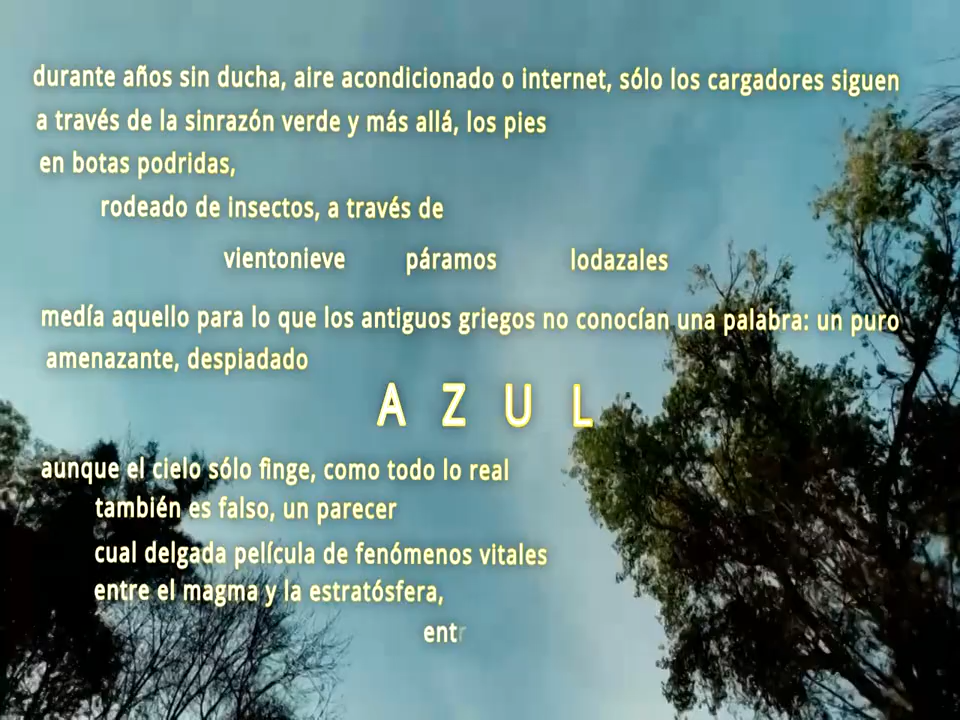 durante años sin ducha, aire acondicionado o internet, sólo los cargadores siguen
a través de la sinrazón verde y más allá, los pies
en botas podridas,
rodeado de insectos, a través de
vientonieve páramos lodazales
medía aquello para lo que los antiguos griegos no conocían una palabra: un puro
amenazante, despiadado
A Z U L
aunque el cielo sólo finge, como todo lo real
también es falso, un parecer
cual delgada película de fenómenos vitales
entre el magma y la estratósfera,
entr